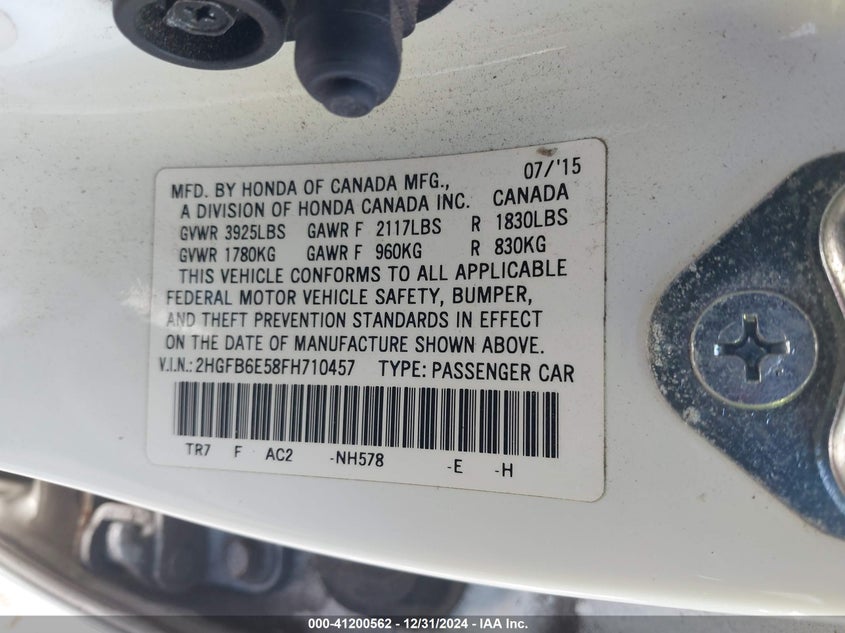 07/'15
MFD. BY HONDA OF CANADA MFG.,
A DIVISION OF HONDA CANADA INC. CANADA
GVWR 3925LBS GAWR F 2117LBS R 1830LBS
GVWR 1780KG GAWR F 960KG R 830KG
THIS VEHICLE CONFORMS TO ALL APPLICABLE
FEDERAL MOTOR VEHICLE SAFETY, BUMPER,
AND THEFT PREVENTION STANDARDS IN EFFECT
ON THE DATE OF MANUFACTURE SHOWN ABOVE.
V.I.N.: 2HGFB6E58FH710457 TYPE: PASSENGER CAR
TR7 F AC2 -NH578 -E -H
000-41200562 - 12/31/2024 - IAA Inc.